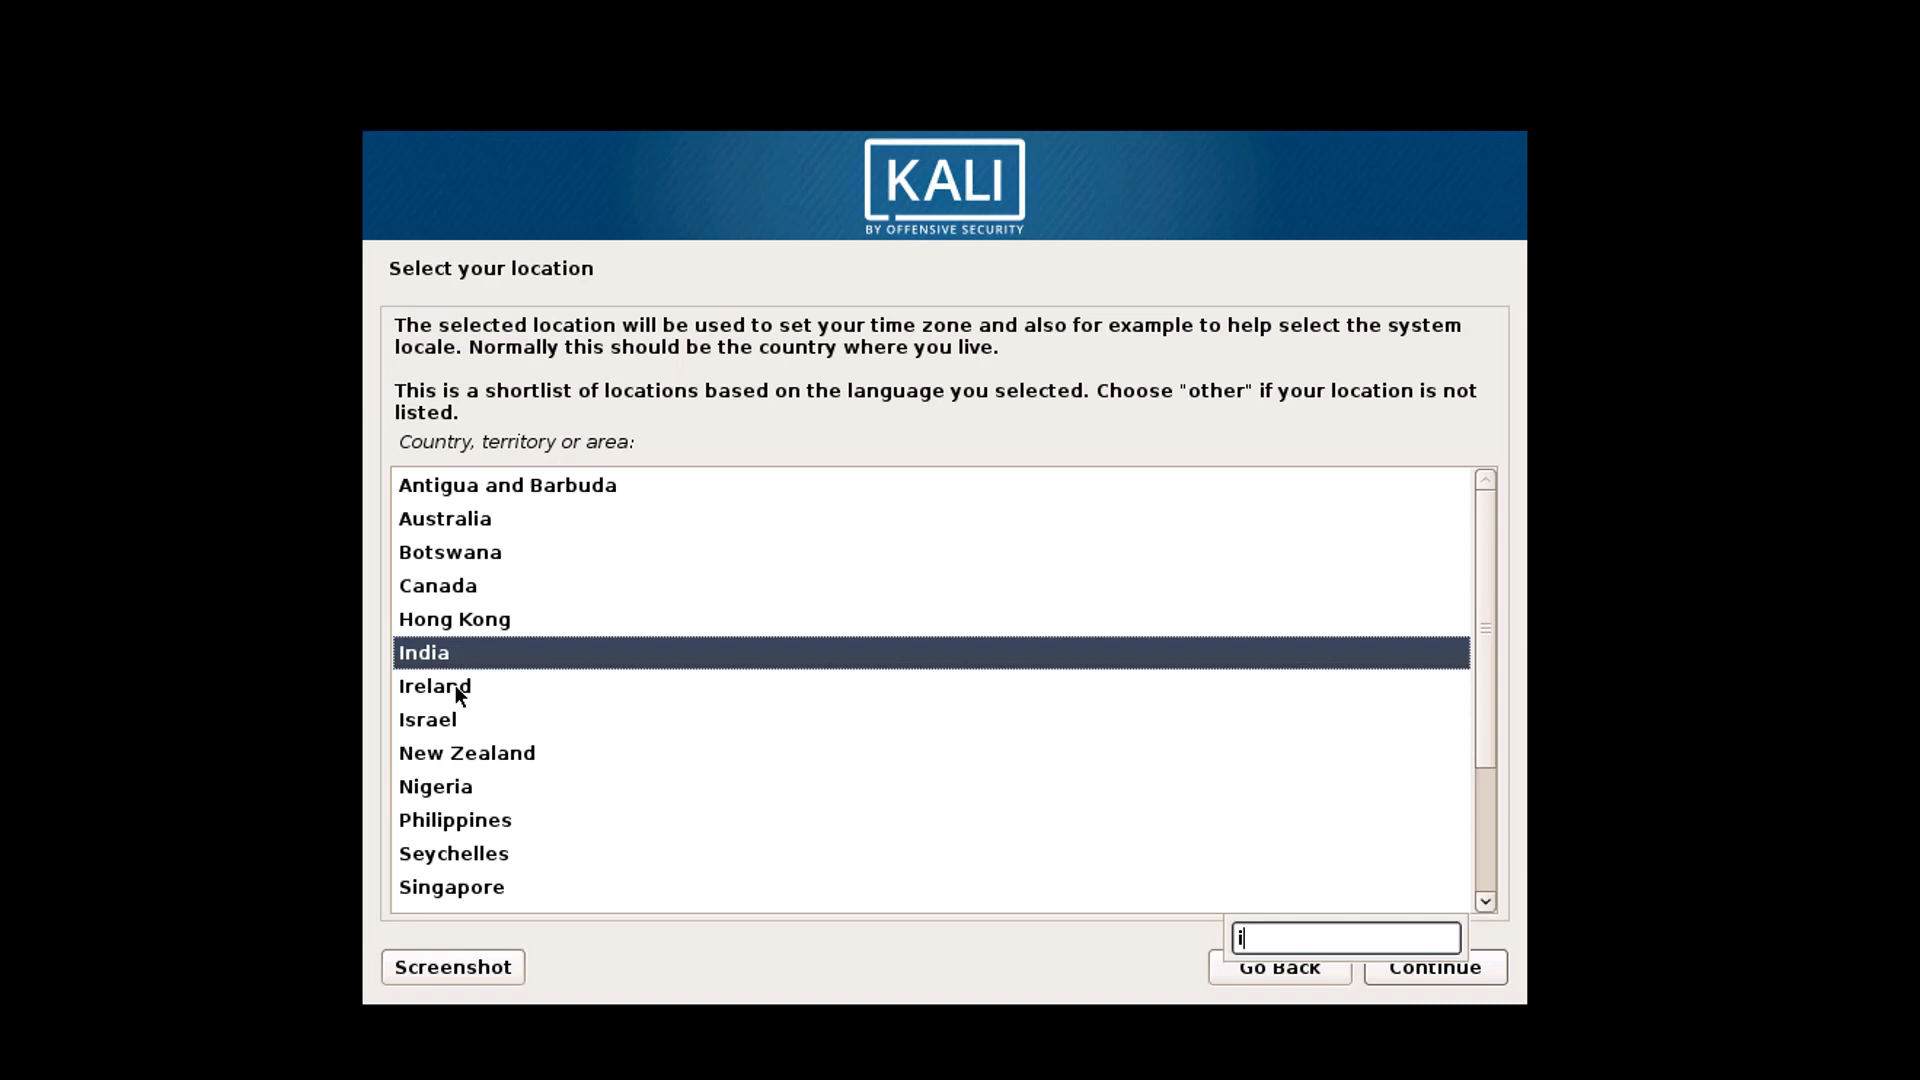 KALI
BY OFFENSIVE SECURITY
Select your location
The selected location will be used to set your time zone and also for example to help select the system
locale. Normally this should be the country where you live.
This is a shortlist of locations based on the language you selected. Choose "other" if your location is not
listed.
Country, territory or area:
Antigua and Barbuda
Australia
Botswana
Canada
Hong Kong
India
Ireland
Israel
New Zealand
Nigeria
Philippines
Seychelles
Singapore
i
Screenshot
Go Back
Continue